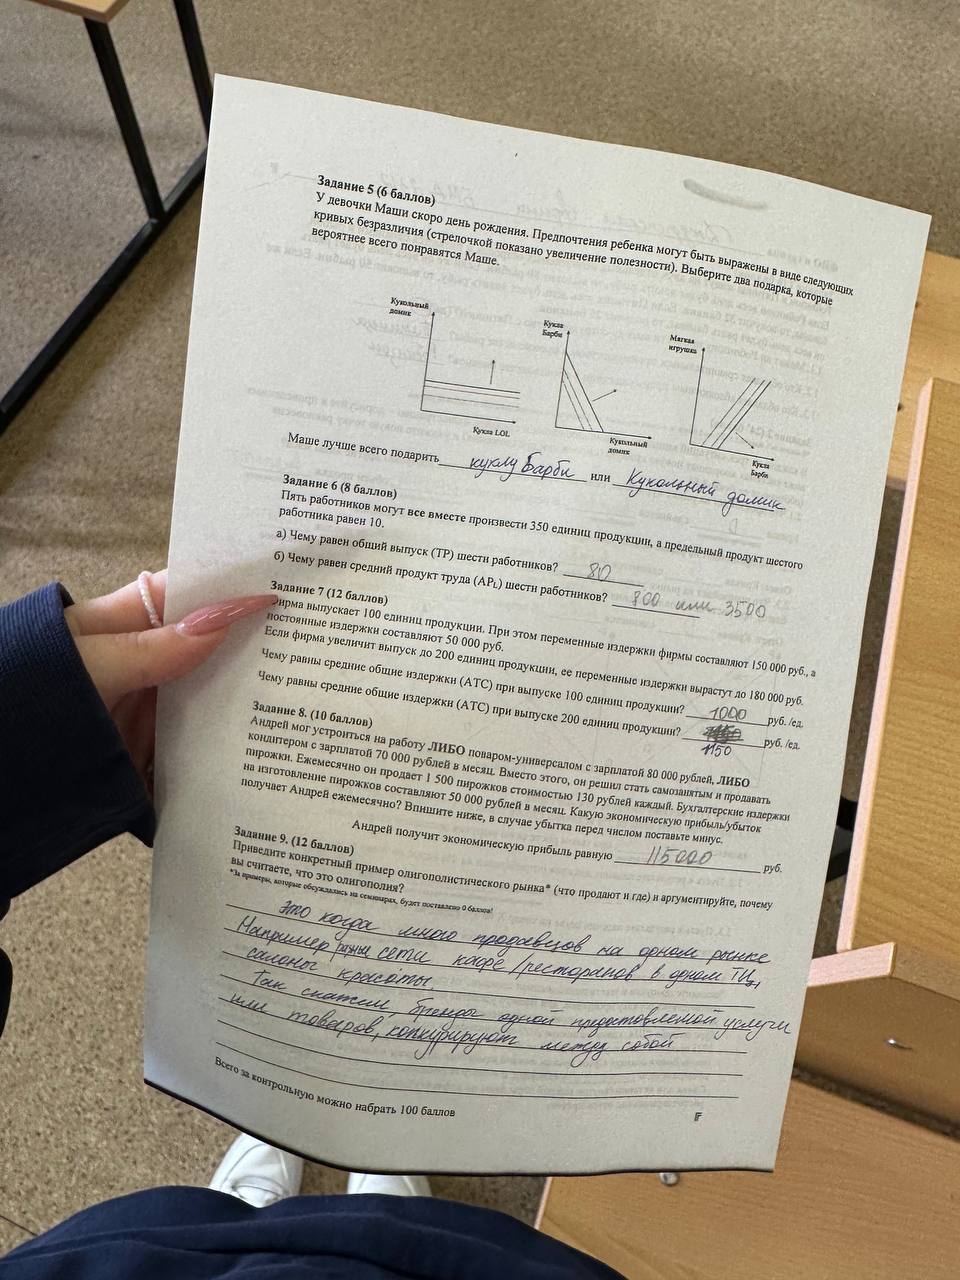 Задание 5 (6 баллов)
У девочки Маши скоро день рождения. Предпочтения ребенка могут быть выражены в виде следующих
кривых безразличия (стрелочкой показано увеличение полезности). Выберите два подарка, которые
вероятнее всего понравятся Маше.
Кукольный
домик
Кукла LOL
Кукла
Барби
Кукольный
домик
Мягкая
игрушка
Кукла
Барби
Маше лучше всего подарить куклу Барби или Кукольный домик
Задание 6 (8 баллов)
Пять работников могут все вместе произвести 350 единиц продукции, а предельный продукт шестого
работника равен 10.
а) Чему равен общий выпуск (TP) шести работников? 80
б) Чему равен средний продукт труда (APL) шести работников? 800 или 3500
Задание 7 (12 баллов)
Фирма выпускает 100 единиц продукции. При этом переменные издержки фирмы составляют 150 000 руб., а
постоянные издержки составляют 50 000 руб.
Если фирма увеличит выпуск до 200 единиц продукции, ее переменные издержки вырастут до 180 000 руб.
Чему равны средние общие издержки (ATC) при выпуске 100 единиц продукции? 1000 руб. /ед.
Чему равны средние общие издержки (ATC) при выпуске 200 единиц продукции? руб. /ед.
1150
Задание 8. (10 баллов)
Андрей мог устроиться на работу ЛИБО поваром-универсалом с зарплатой 80 000 рублей, ЛИБО
кондитером с зарплатой 70 000 рублей в месяц. Вместо этого, он решил стать самозанятым и продавать
пирожки. Ежемесячно он продает 1 500 пирожков стоимостью 130 рублей каждый. Бухгалтерские издержки
на изготовление пирожков составляют 50 000 рублей в месяц. Какую экономическую прибыль/убыток
получает Андрей ежемесячно? Впишите ниже, в случае убытка перед числом поставьте минус.
Андрей получит экономическую прибыль равную 115000 руб.
Задание 9. (12 баллов)
Приведите конкретный пример олигополистического рынка* (что продают и где) и аргументируйте, почему
вы считаете, что это олигополия?
*За примеры, которые обсуждались на семинарах, будет поставлено 0 баллов!
Это когда много продавцов на одном рынке
Например разные сети кафе/ресторанов в одном ТЦ,
салоны красоты.
Так скажем, бренды одной предоставляемой услуги
или товаров, конкурируют между собой
Всего за контрольную можно набрать 100 баллов